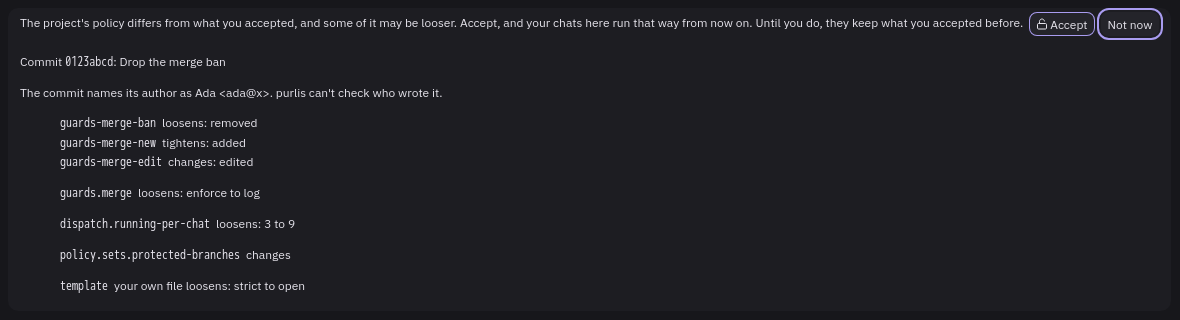 The project's policy differs from what you accepted, and some of it may be looser. Accept, and your chats here run that way from now on. Until you do, they keep what you accepted before. Accept Not now
Commit 0123abcd: Drop the merge ban
The commit names its author as Ada <ada@x>. purlis can't check who wrote it.
guards-merge-ban loosens: removed
guards-merge-new tightens: added
guards-merge-edit changes: edited
guards.merge loosens: enforce to log
dispatch.running-per-chat loosens: 3 to 9
policy.sets.protected-branches changes
template your own file loosens: strict to open